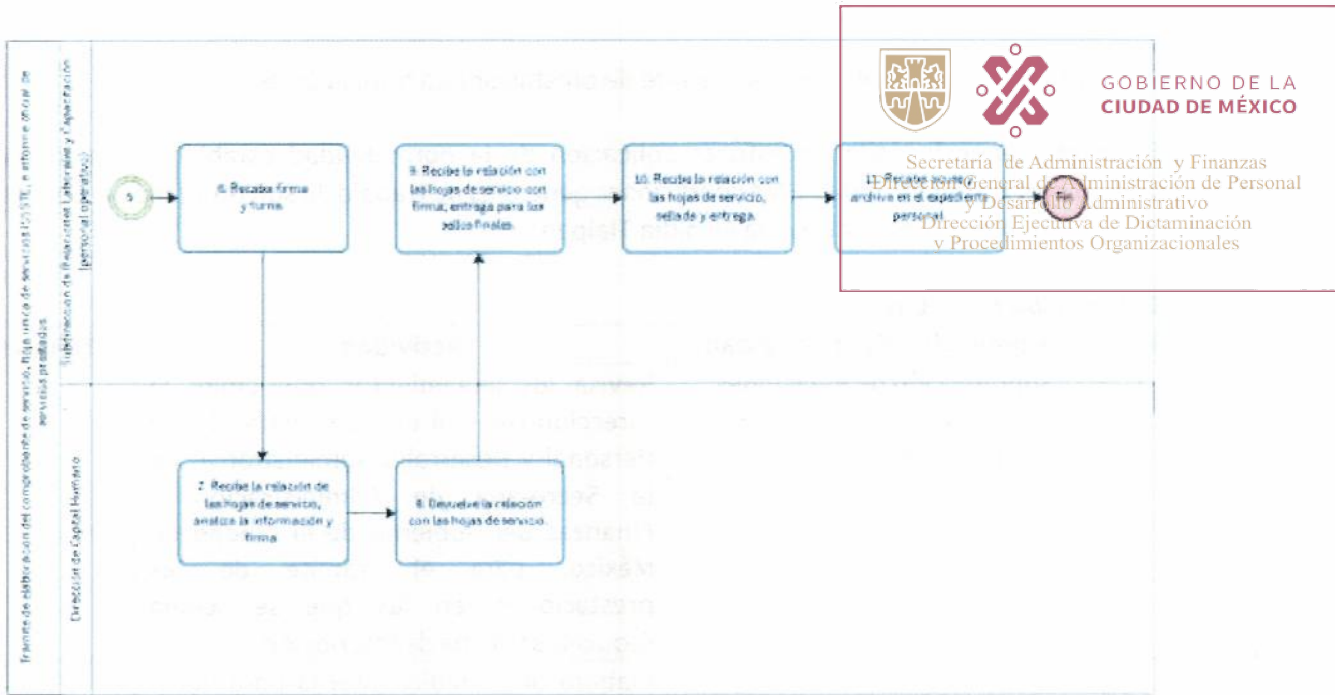 Trámite de elaboración del comprobante de servicio, hoja única de servicios ISSSTE, e informe oficial de
servicios prestados.
Subdirección de Relaciones Laborales y Capacitación
(personal operativo)
Dirección de Capital Humano
5
6. Recaba firma
y turna.
9. Recibe la relación con
las hojas de servicio con
firma, entrega para los
sellos finales.
10. Recibe la relación con
las hojas de servicio,
sellada y entrega.
11. Recaba acuse y
archiva en el expediente
personal.
Fin
7. Recibe la relación de
las hojas de servicio,
analiza la información y
firma
8. Devuelve la relación
con las hojas de servicio.
GOBIERNO DE LA
CIUDAD DE MÉXICO
Secretaría de Administración y Finanzas
Dirección General de Administración de Personal
y Desarrollo Administrativo
Dirección Ejecutiva de Dictaminación
y Procedimientos Organizacionales